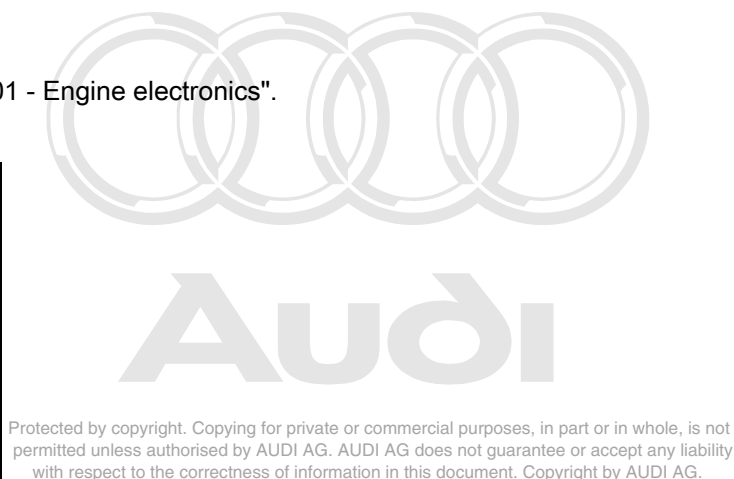 01 - Engine electronics".
Audi
Protected by copyright. Copying for private or commercial purposes, in part or in whole, is not
permitted unless authorised by AUDI AG. AUDI AG does not guarantee or accept any liability
with respect to the correctness of information in this document. Copyright by AUDI AG.